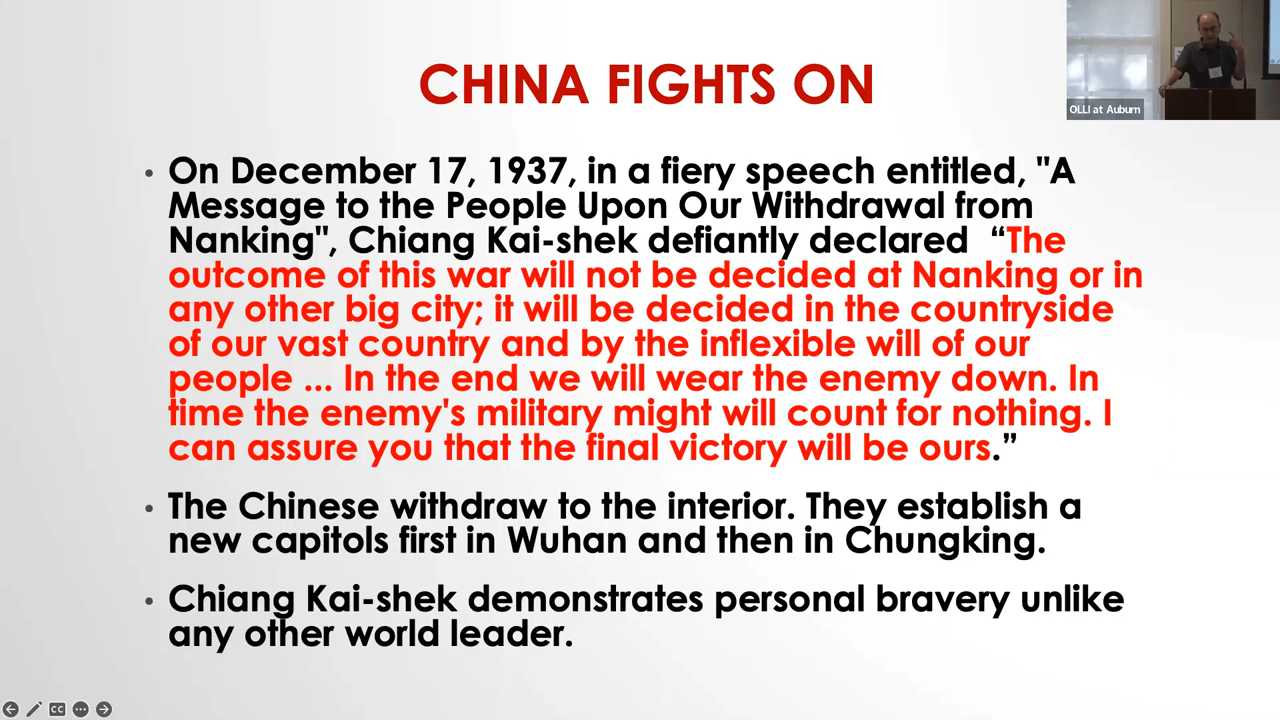 CHINA FIGHTS ON
OLLI at Auburn
• On December 17, 1937, in a fiery speech entitled, "A
Message to the People Upon Our Withdrawal from
Nanking", Chiang Kai-shek defiantly declared “The
outcome of this war will not be decided at Nanking or in
any other big city; it will be decided in the countryside
of our vast country and by the inflexible will of our
people ... In the end we will wear the enemy down. In
time the enemy's military might will count for nothing. I
can assure you that the final victory will be ours.”
• The Chinese withdraw to the interior. They establish a
new capitols first in Wuhan and then in Chungking.
• Chiang Kai-shek demonstrates personal bravery unlike
any other world leader.
CC